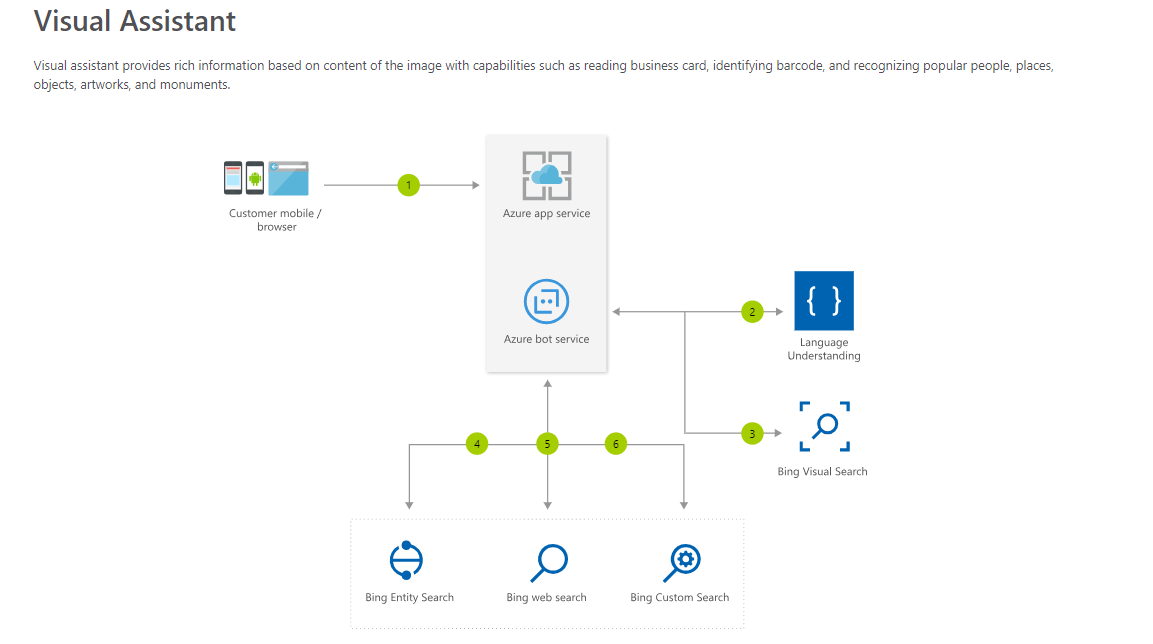 Visual Assistant
Visual assistant provides rich information based on content of the image with capabilities such as reading business card, identifying barcode, and recognizing popular people, places,
objects, artworks, and monuments.
1
Customer mobile /
browser
Azure app service
Azure bot service
2
{ }
Language
Understanding
3
Bing Visual Search
4
5
6
Bing Entity Search
Bing web search
Bing Custom Search